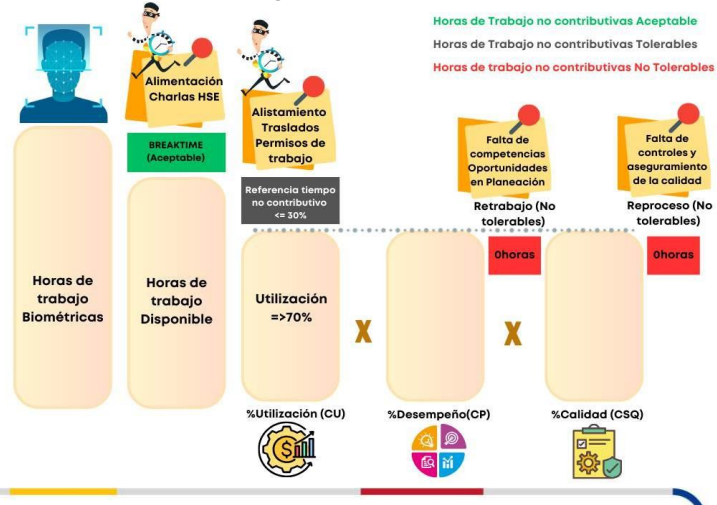 Horas de Trabajo no contributivas Aceptable
Horas de Trabajo no contributivas Tolerables
Horas de trabajo no contributivas No Tolerables
Alimentación
Charlas HSE
BREAKTIME
(Aceptable)
Alistamiento
Traslados
Permisos de
trabajo
Referencia tiempo
no contributivo
<= 30%
Falta de
competencias
Oportunidades
en Planeación
Retrabajo (No
tolerables)
0horas
Falta de
controles y
aseguramiento
de la calidad
Reproceso (No
tolerables)
0horas
Horas de
trabajo
Biométricas
Horas de
trabajo
Disponible
Utilización
=>70%
X
X
%Utilización (CU)
%Desempeño(CP)
%Calidad (CSQ)
$